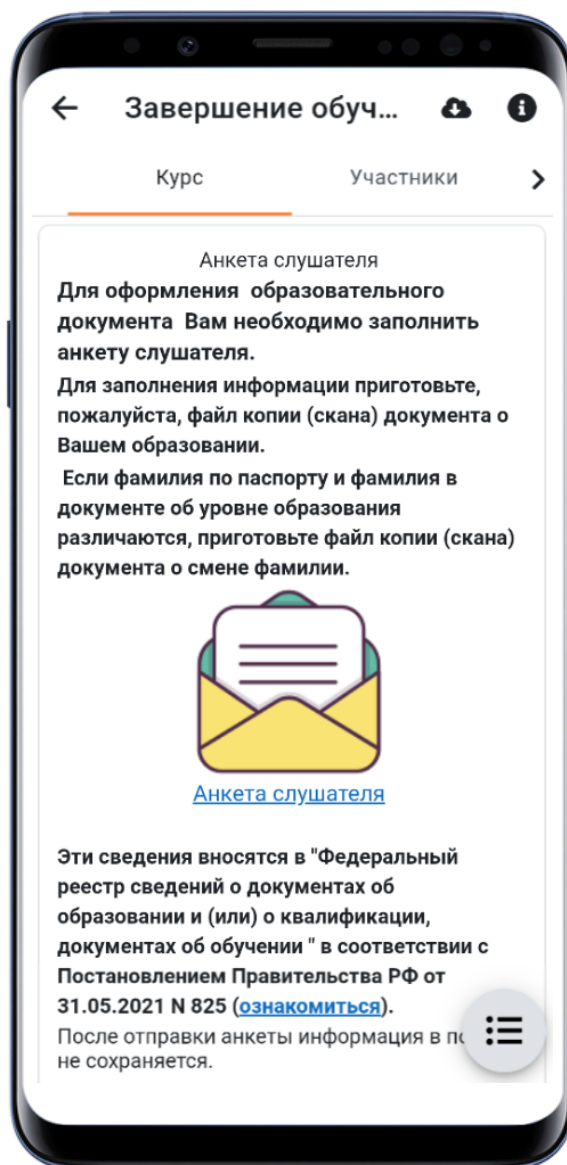 Завершение обуч...
Курс
Участники
Анкета слушателя
Для оформления образовательного
документа Вам необходимо заполнить
анкету слушателя.
Для заполнения информации приготовьте,
пожалуйста, файл копии (скана) документа о
Вашем образовании.
Если фамилия по паспорту и фамилия в
документе об уровне образования
различаются, приготовьте файл копии (скана)
документа о смене фамилии.
Анкета слушателя
Эти сведения вносятся в "Федеральный
реестр сведений о документах об
образовании и (или) о квалификации,
документах об обучении " в соответствии с
Постановлением Правительства РФ от
31.05.2021 N 825 (ознакомиться).
После отправки анкеты информация в
не сохраняется.